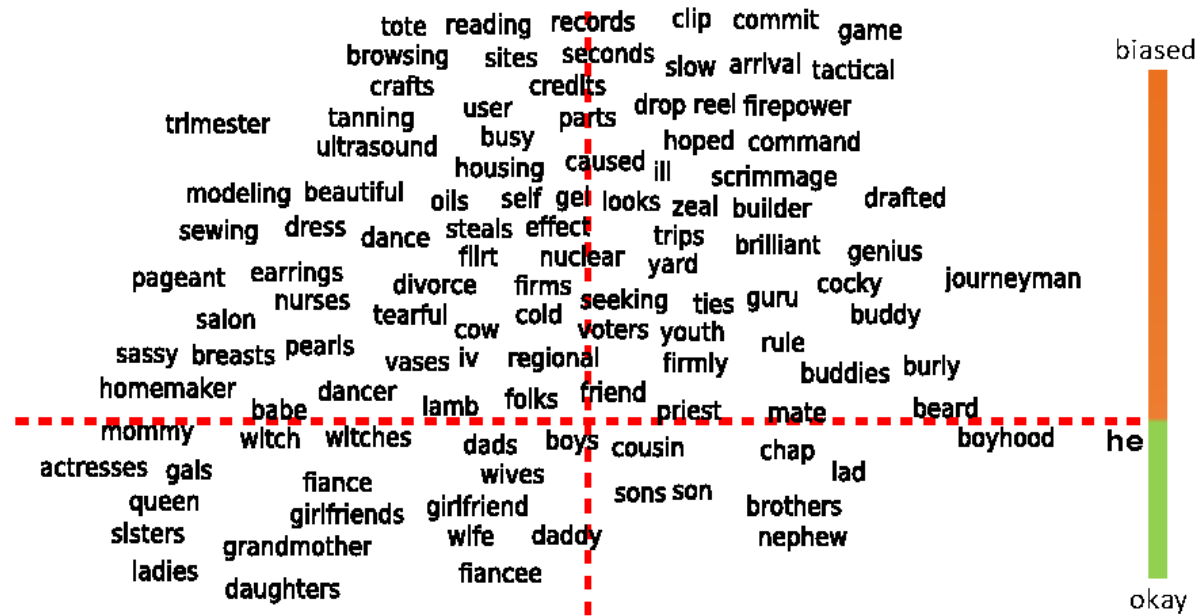 tote reading records clip commit game
biased
browsing sites seconds slow arrival tactical
crafts credits
user drop reel firepower
trimester tanning parts
ultrasound busy hoped command
housing caused ill scrimmage
modeling beautiful oils self gel looks zeal builder drafted
sewing dress dance steals effect trips brilliant genius
flirt nuclear yard
pageant earrings divorce firms cocky journeyman
nurses seeking ties guru buddy
salon tearful cow cold voters youth rule
sassy breasts pearls vases iv regional firmly buddies burly
homemaker dancer folks friend
babe lamb priest mate beard
mommy witch witches dads boys cousin chap boyhood he
actresses gals wives lad
queen fiance sons son
girlfriends girlfriend brothers
sisters grandmother wife daddy nephew
ladies fiancee
daughters okay